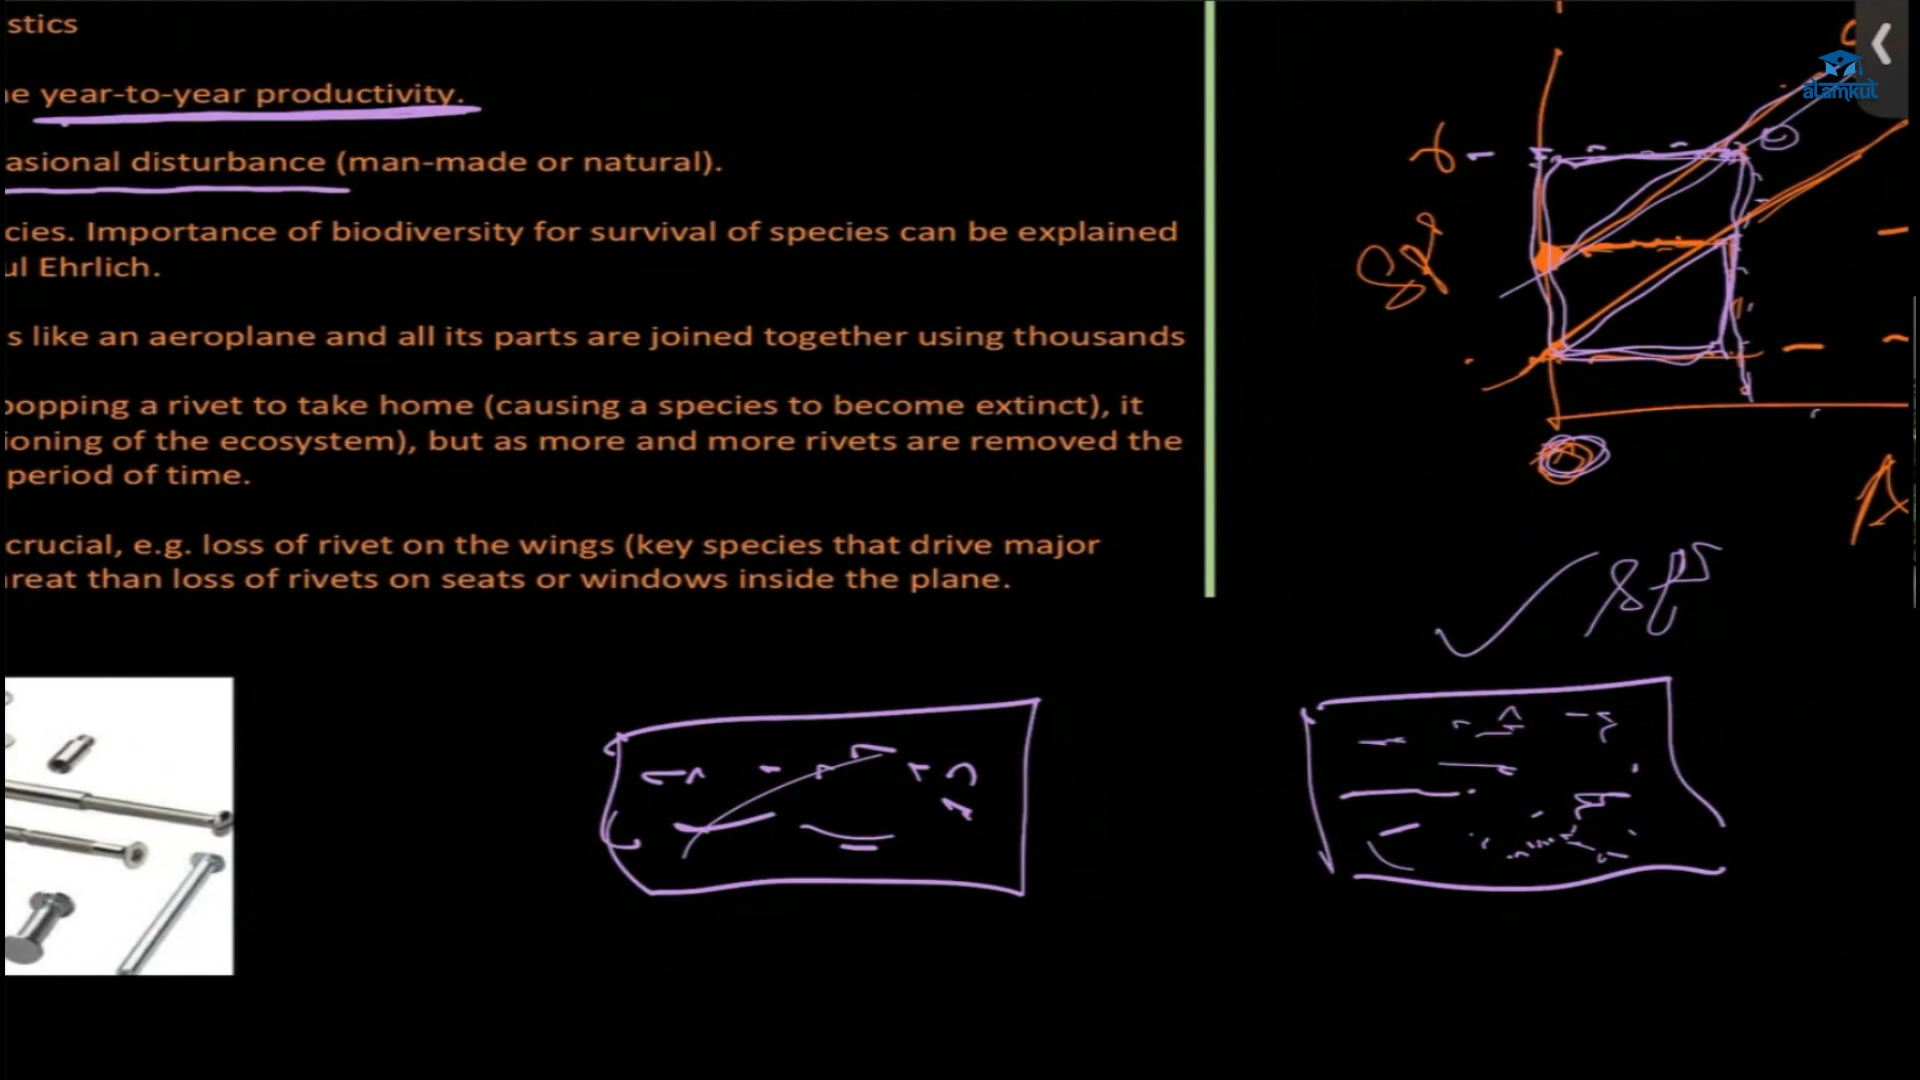 stics
year-to-year productivity.
asional disturbance (man-made or natural).
cies. Importance of biodiversity for survival of species can be explained
ul Ehrlich.
s like an aeroplane and all its parts are joined together using thousands
popping a rivet to take home (causing a species to become extinct), it
ioning of the ecosystem), but as more and more rivets are removed the
period of time.
crucial, e.g. loss of rivet on the wings (key species that drive major
reat than loss of rivets on seats or windows inside the plane.
alamkut